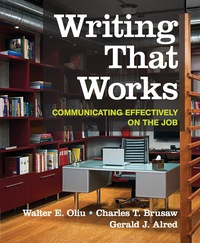 Writing
That
Works
COMMUNICATING EFFECTIVELY
ON THE JOB
Walter E. Oliu • Charles T. Brusaw
Gerald J. Alred